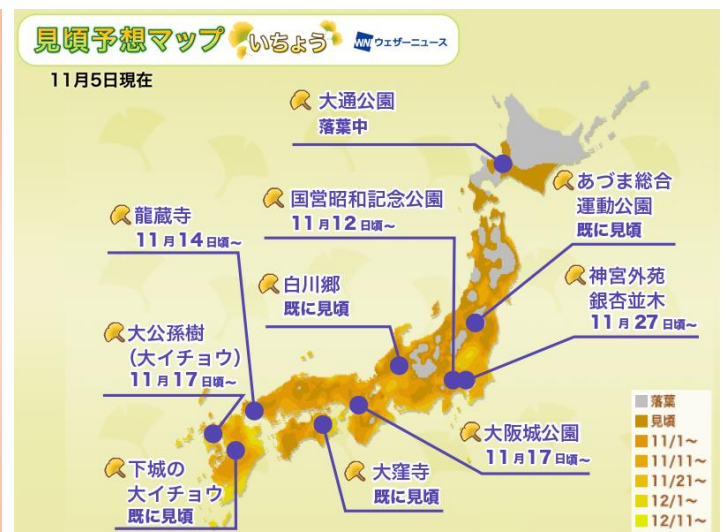 見頃予想マップ いちょう ウェザーニュース
11月5日現在
大通公園
落葉中
国営昭和記念公園
11月12日頃~
あづま総合
運動公園
既に見頃
龍蔵寺
11月14日頃~
白川郷
既に見頃
神宮外苑
銀杏並木
11月27日頃~
大公孫樹
(大イチョウ)
11月17日頃~
大阪城公園
11月17日頃~
下城の
大イチョウ
既に見頃
大窪寺
既に見頃
落葉
見頃
11/1~
11/11~
11/21~
12/1~
12/11~